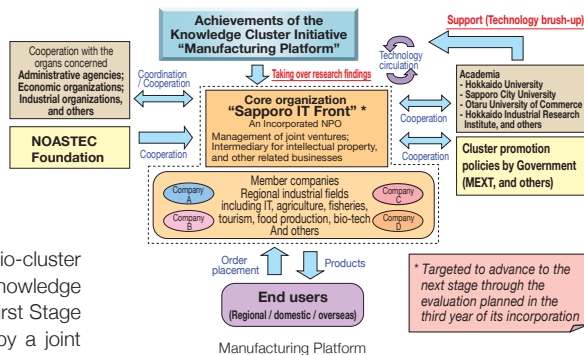 Achievements of the
Knowledge Cluster Initiative
“Manufacturing Platform”
Support (Technology brush-up)
Cooperation with the
organs concerned
Administrative agencies;
Economic organizations;
Industrial organizations,
and others
Coordination
/ Cooperation
Taking over research findings
Technology
circulation
Academia
- Hokkaido University
- Sapporo City University
- Otaru University of Commerce
- Hokkaido Industrial Research
Institute, and others
Core organization
“Sapporo IT Front” *
An Incorporated NPO
Management of joint ventures;
Intermediary for intellectual property,
and other related businesses
Cooperation
NOASTEC
Foundation
Cooperation
Cooperation
Cluster promotion
policies by Government
(MEXT, and others)
Member companies
Regional industrial fields
including IT, agriculture, fisheries,
tourism, food production, bio-tech
And others
Company
A
Company
B
Company
C
Company
D
Order
placement
Products
End users
(Regional / domestic / overseas)
* Targeted to advance to the
next stage through the
evaluation planned in the
third year of its incorporation
Manufacturing Platform
io-cluster
nowledge
irst Stage
by a joint